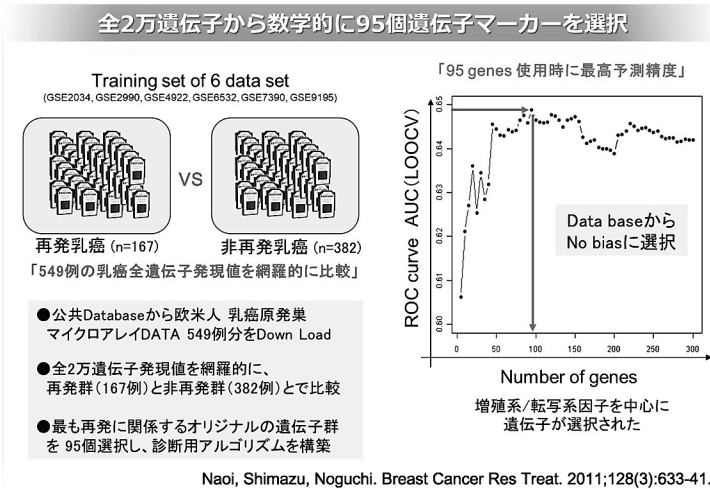 全2万遺伝子から数学的に95個遺伝子マーカーを選択
Training set of 6 data set
(GSE2034, GSE2990, GSE4922, GSE6532, GSE7390, GSE9195)
VS
再発乳癌 (n=167)
非再発乳癌 (n=382)
「549例の乳癌全遺伝子発現値を網羅的に比較」
●公共Databaseから欧米人 乳癌原発巣
マイクロアレイDATA 549例分をDown Load
●全2万遺伝子発現値を網羅的に、
再発群(167例)と非再発群(382例)とで比較
●最も再発に関係するオリジナルの遺伝子群
を 95個選択し、診断用アルゴリズムを構築
「95 genes 使用時に最高予測精度」
ROC curve AUC(LOOCV)
0.65
0.64
0.62
0.61
0.60
Data baseから
No biasに選択
0
50
100
150
200
250
300
Number of genes
増殖系/転写系因子を中心に
遺伝子が選択された
Naoi, Shimazu, Noguchi. Breast Cancer Res Treat. 2011;128(3):633-41.